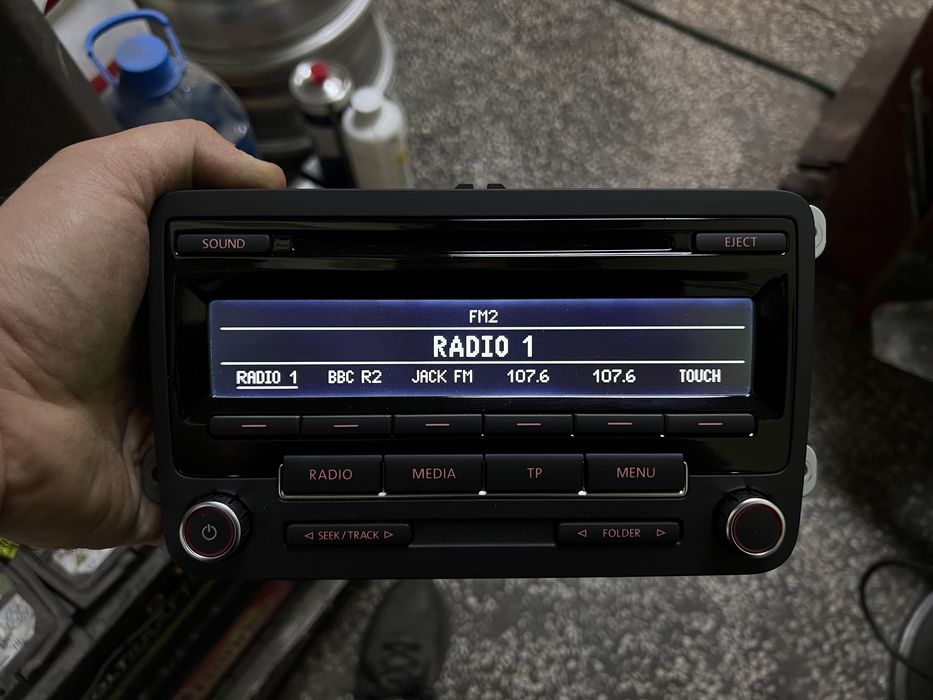 SOUND
EJECT
FM2
RADIO 1
RADIO 1 BBC R2 JACK FM 107.6 107.6 TOUCH
RADIO MEDIA TP MENU
◁ SEEK/TRACK ▷ ◁ FOLDER ▷